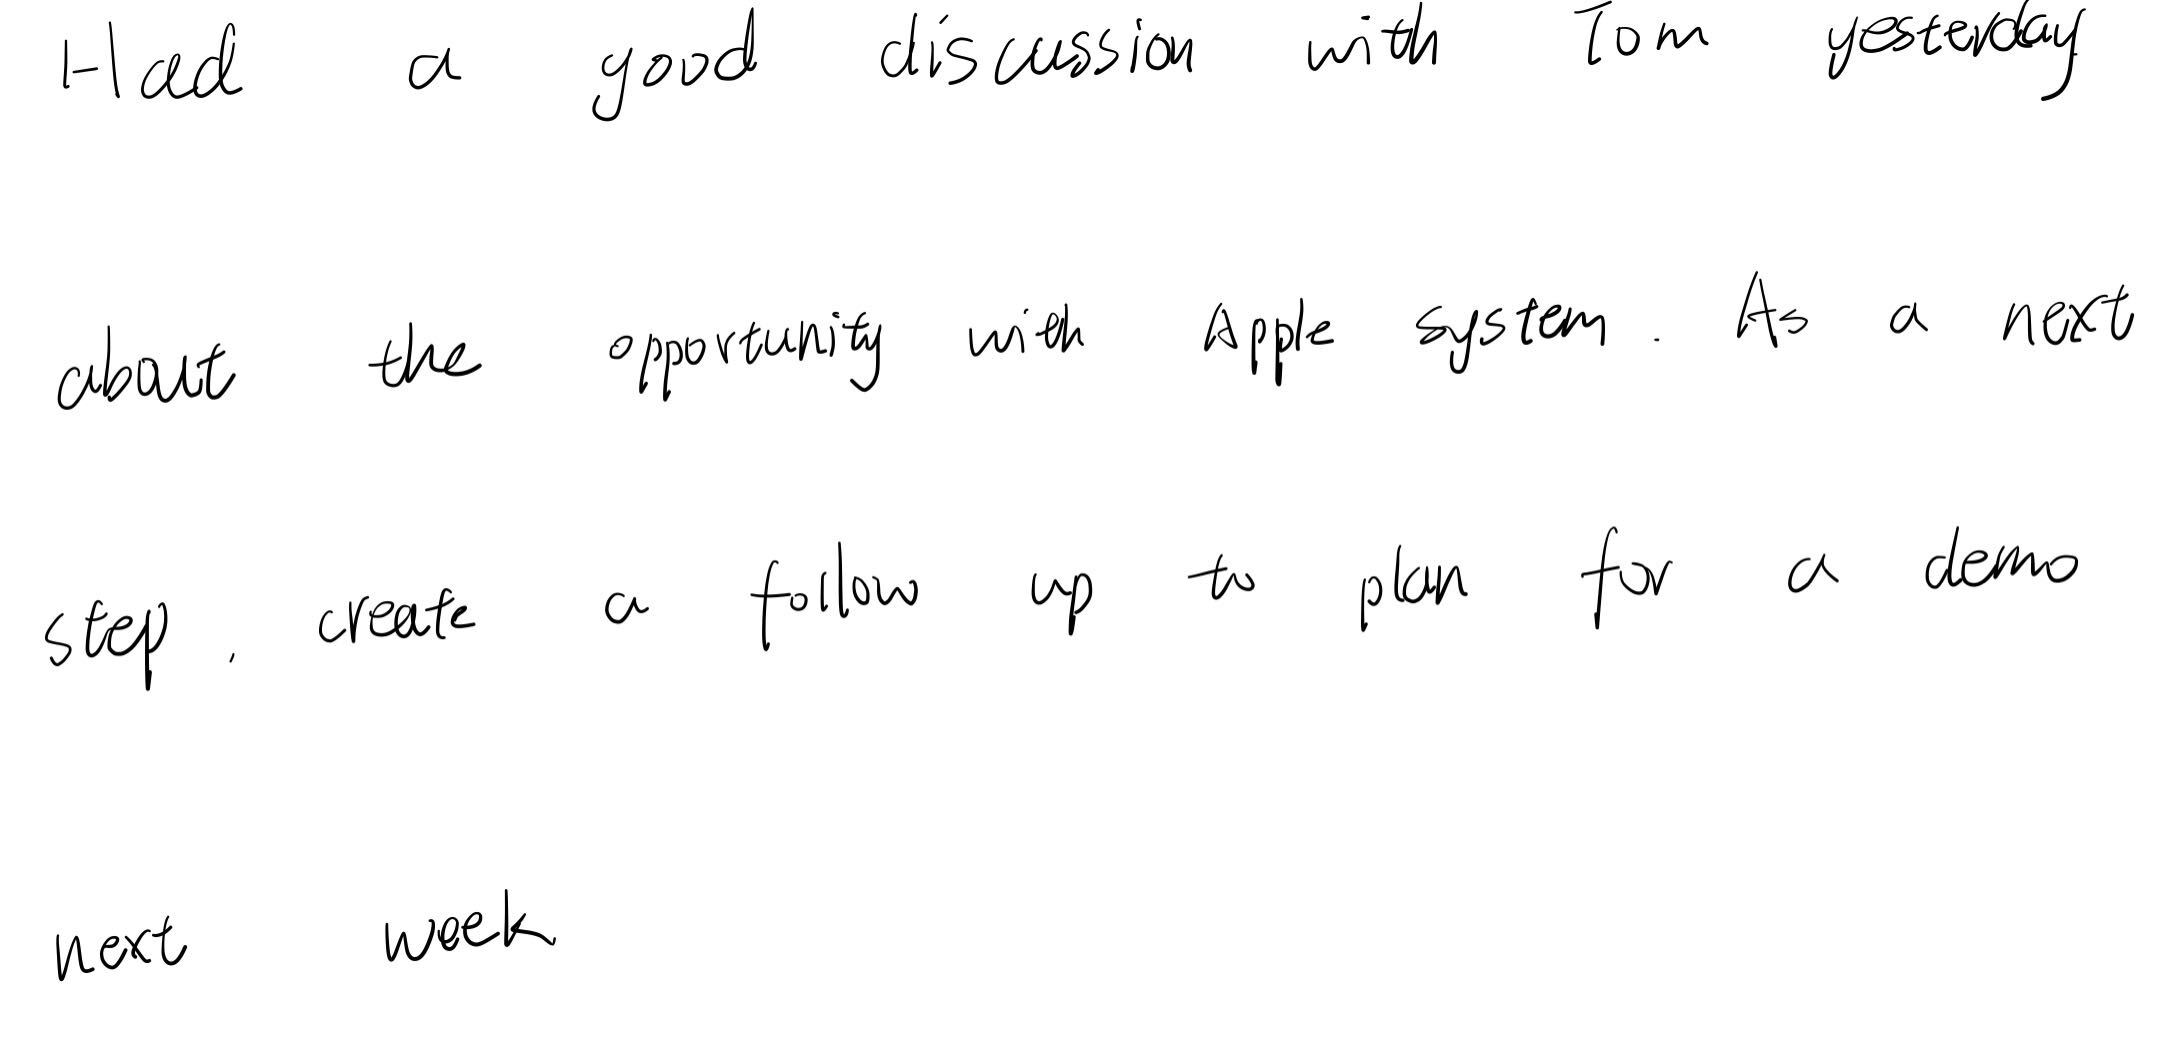 Had a good discussion with Tom yesterday
about the opportunity with Apple system. As a next
step, create a follow up to plan for a demo
next week